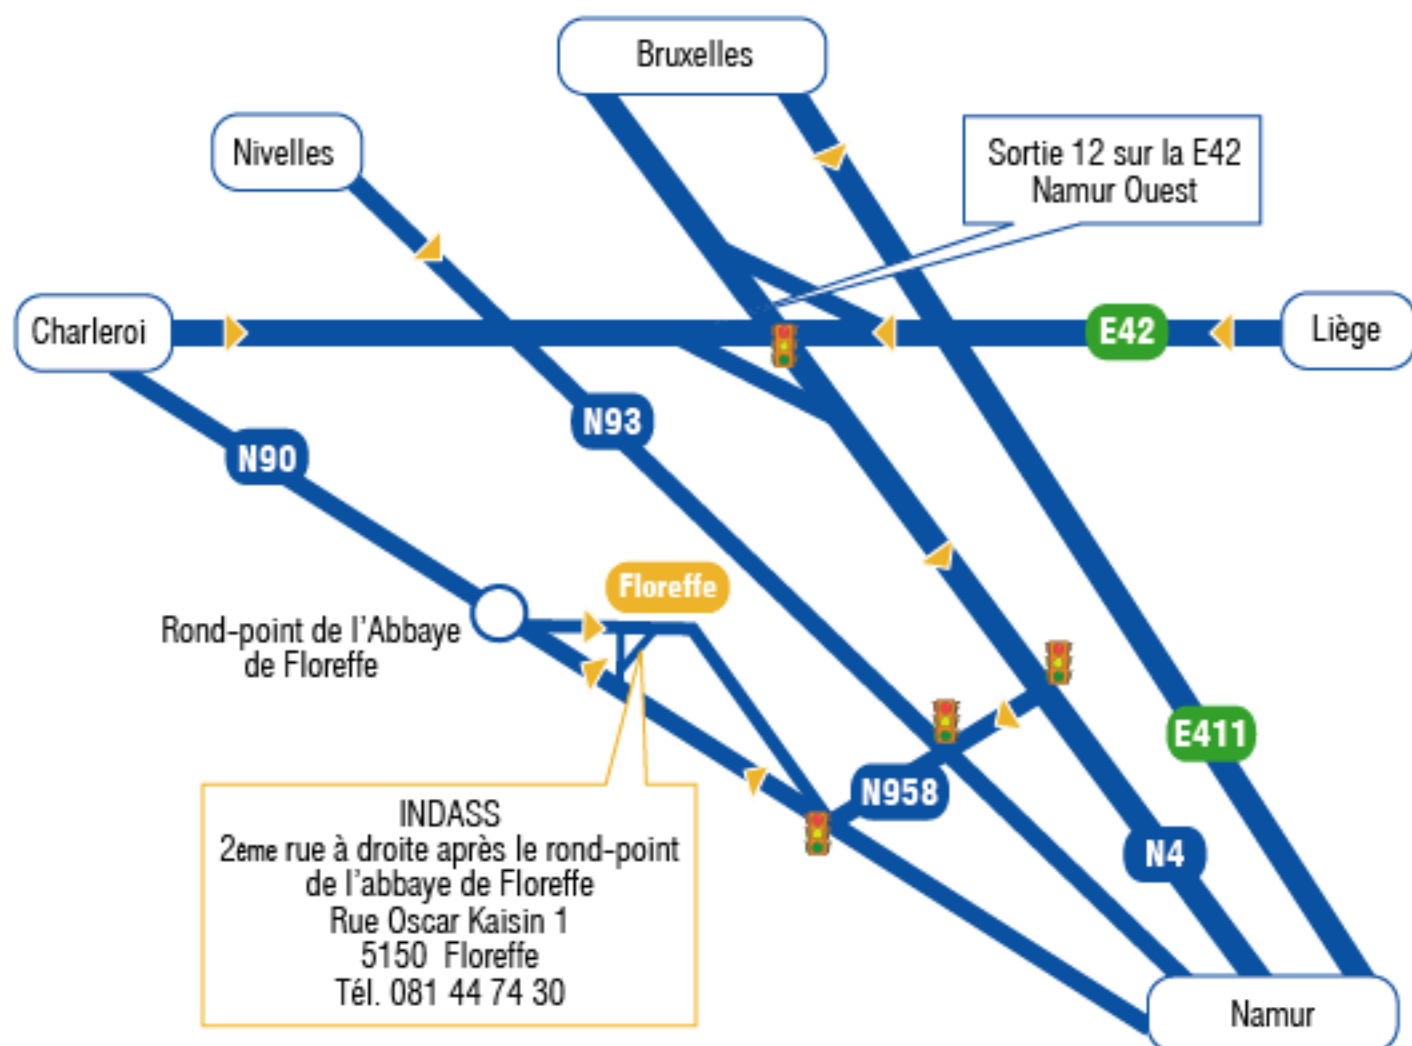 Bruxelles
Nivelles
Sortie 12 sur la E42
Namur Ouest
Charleroi
E42
Liège
N93
N90
Floreffe
Rond-point de l'Abbaye
de Floreffe
E411
N958
N4
INDASS
2ème rue à droite après le rond-point
de l'abbaye de Floreffe
Rue Oscar Kaisin 1
5150 Floreffe
Tél. 081 44 74 30
Namur